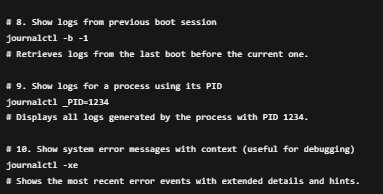 # 8. Show logs from previous boot session
journalctl -b -1
# Retrieves logs from the last boot before the current one.
# 9. Show logs for a process using its PID
journalctl _PID=1234
# Displays all logs generated by the process with PID 1234.
# 10. Show system error messages with context (useful for debugging)
journalctl -xe
# Shows the most recent error events with extended details and hints.